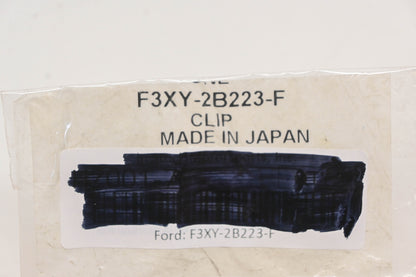 F3XY-2B223-F
CLIP
MADE IN JAPAN
Ford: F3XY-2B223-F